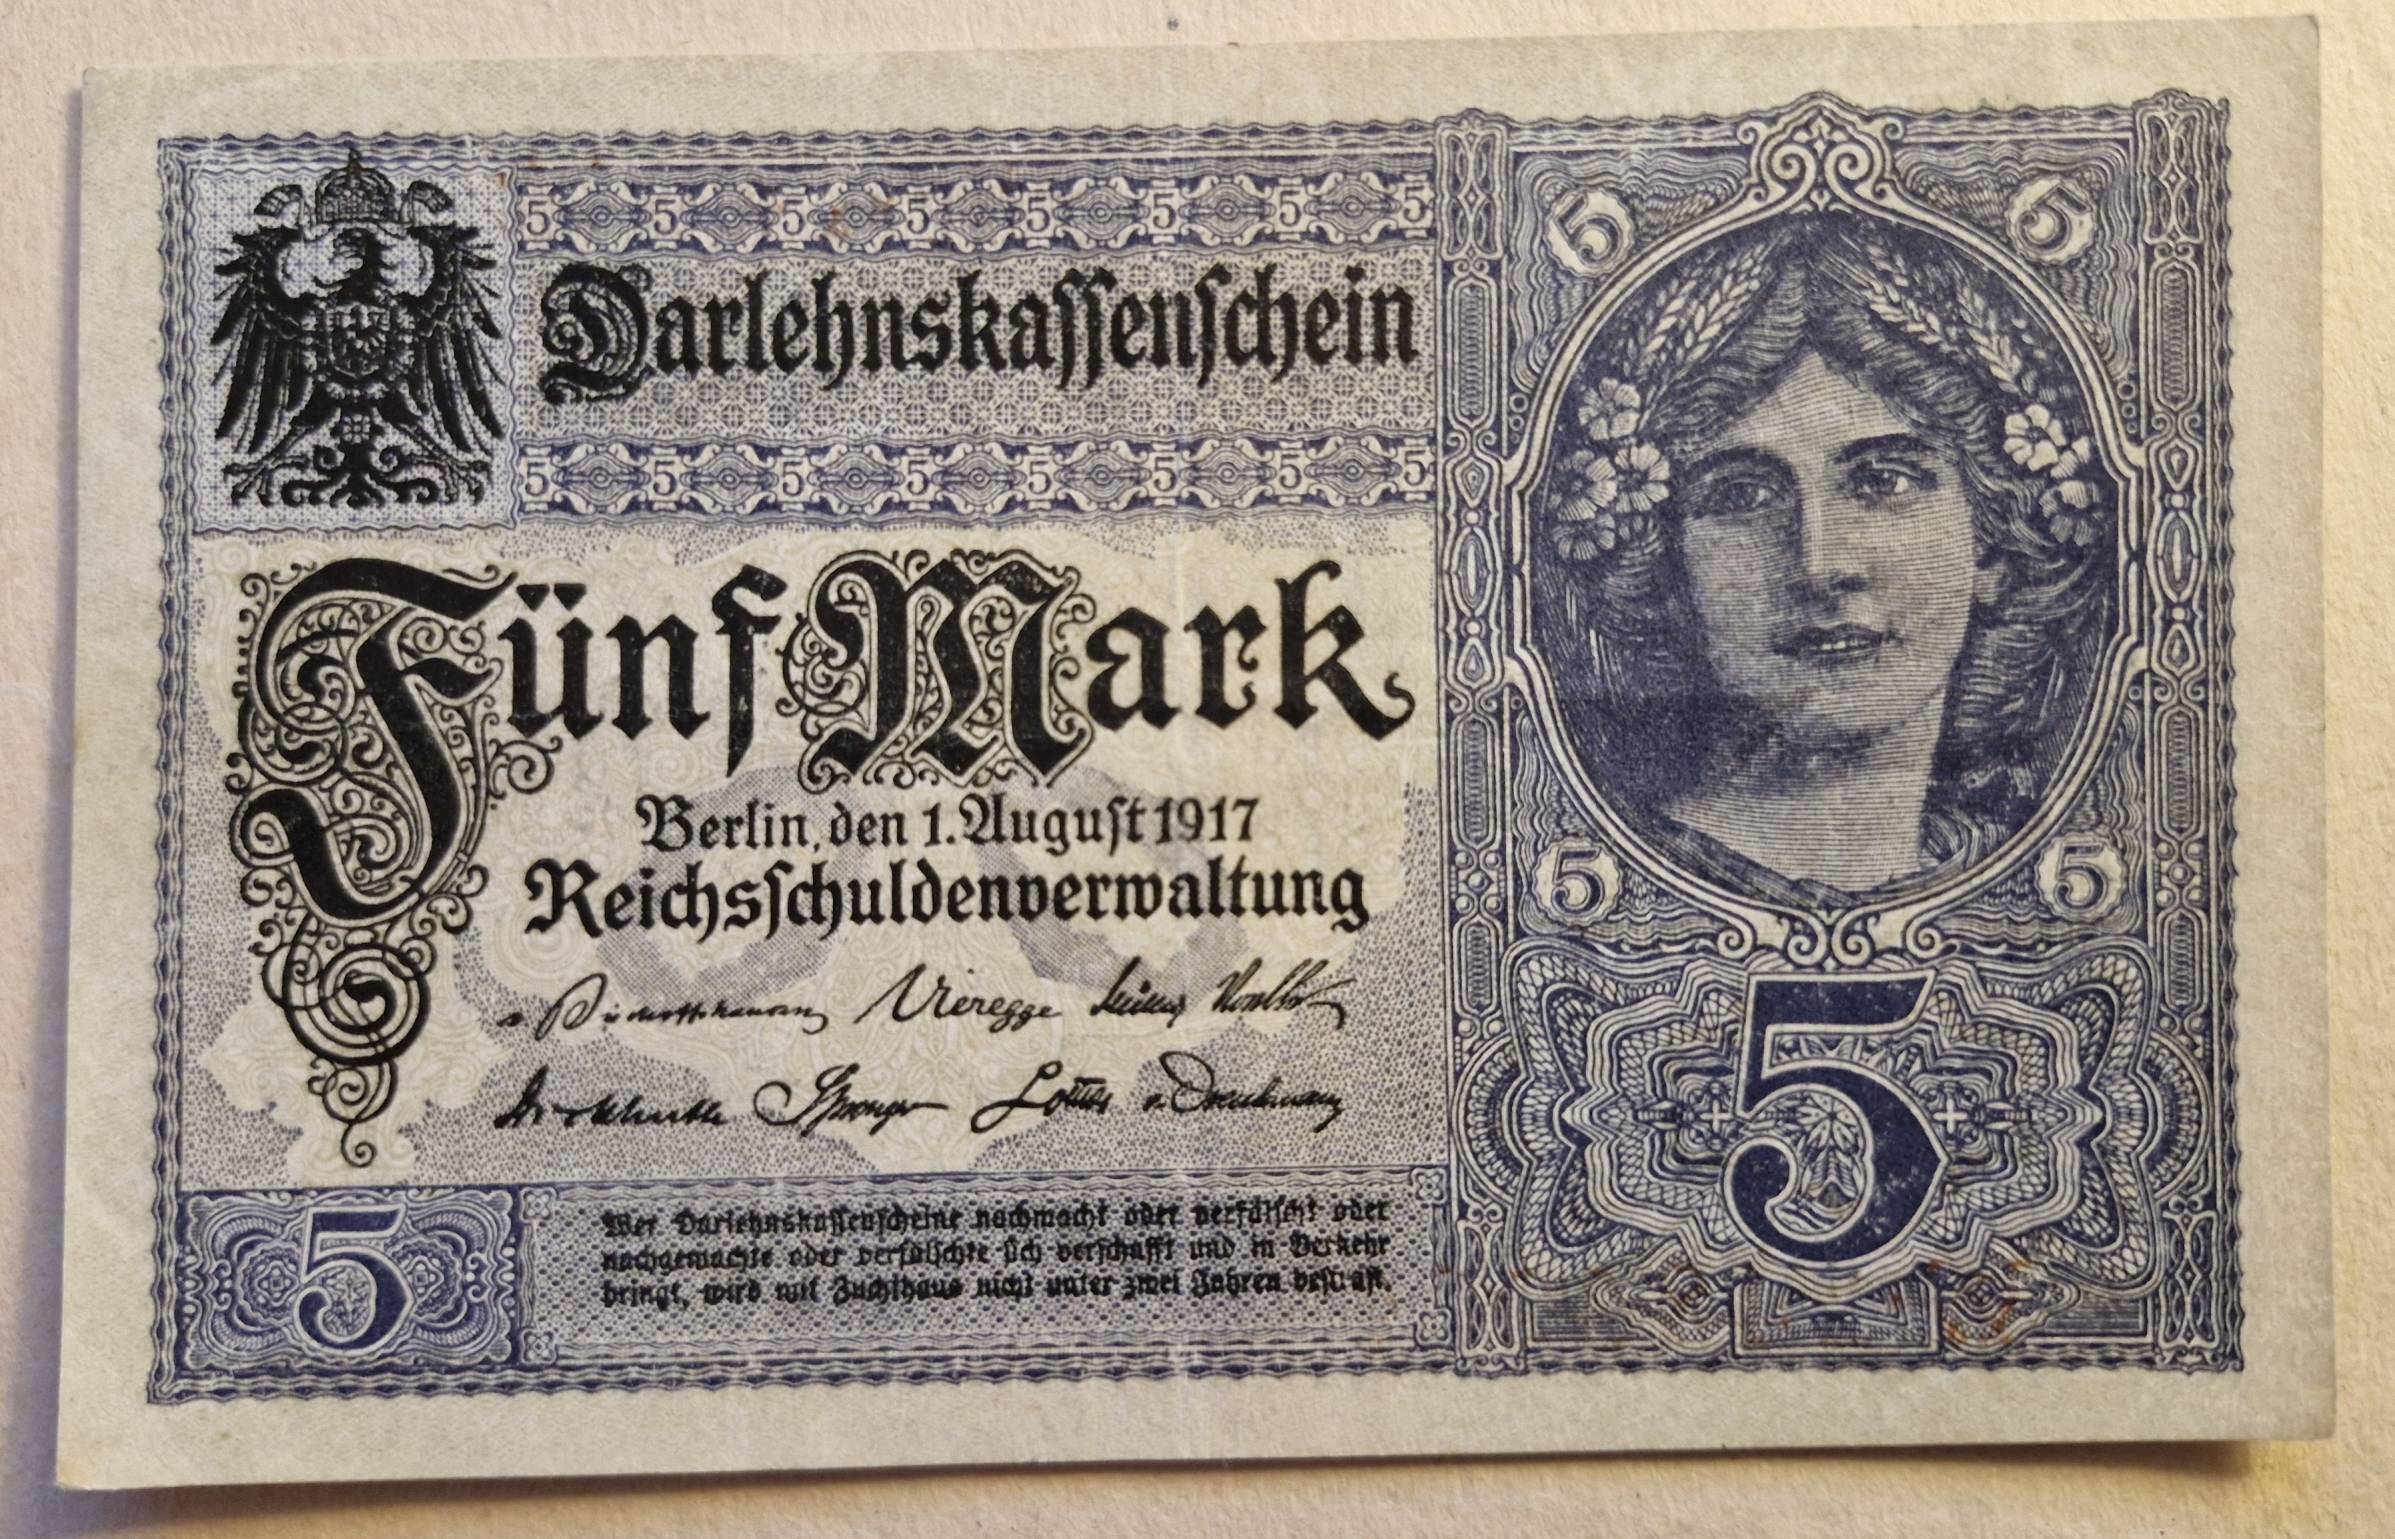 5 5 5 5 5 5 5 5
5 5
Darlehnskassenschein
5 5 5 5 5 5 5 5
Fünf Mark
Berlin, den 1. August 1917
Reichsschuldenverwaltung
5 5
Vieregge
5
5
Wer Darlehnskassenscheine nachmacht oder verfälscht oder
nachgemachte oder verfälschte sich verschafft und in Verkehr
bringt, wird mit Zuchthaus nicht unter zwei Jahren bestraft.